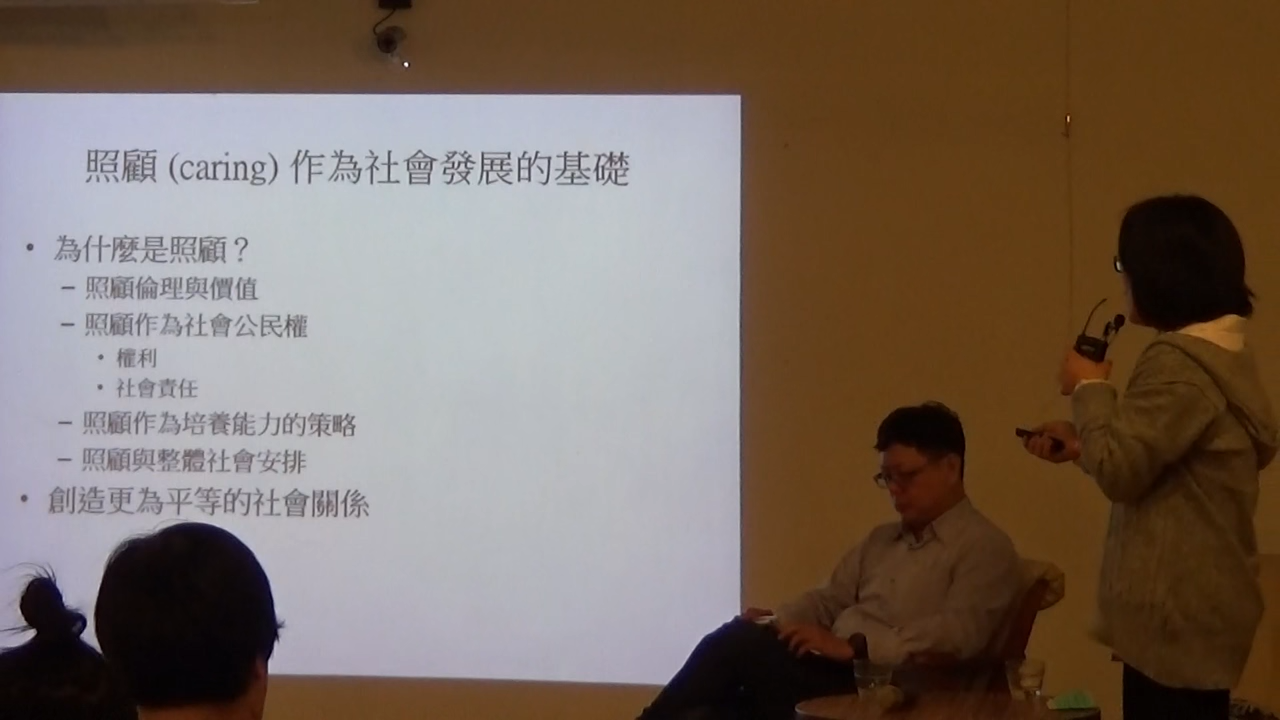 照顧 (caring) 作為社會發展的基礎
• 為什麼是照顧？
– 照顧倫理與價值
– 照顧作為社會公民權
• 權利
• 社會責任
– 照顧作為培養能力的策略
– 照顧與整體社會安排
• 創造更為平等的社會關係